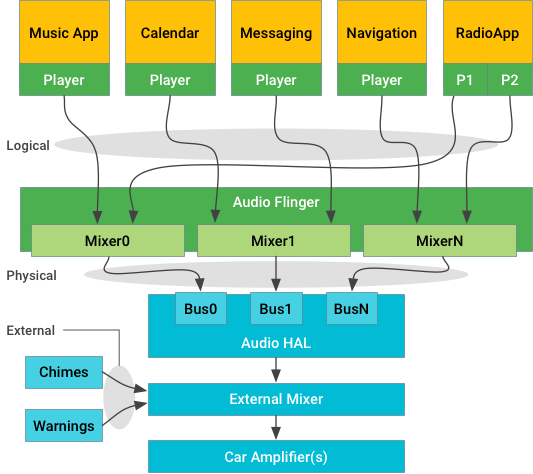 Music App
Calendar
Messaging
Navigation
RadioApp
Player
Player
Player
Player
P1
P2
Logical
Audio Flinger
Mixer0
Mixer1
MixerN
Physical
Bus0
Bus1
BusN
Audio HAL
External
Chimes
External Mixer
Warnings
Car Amplifier(s)